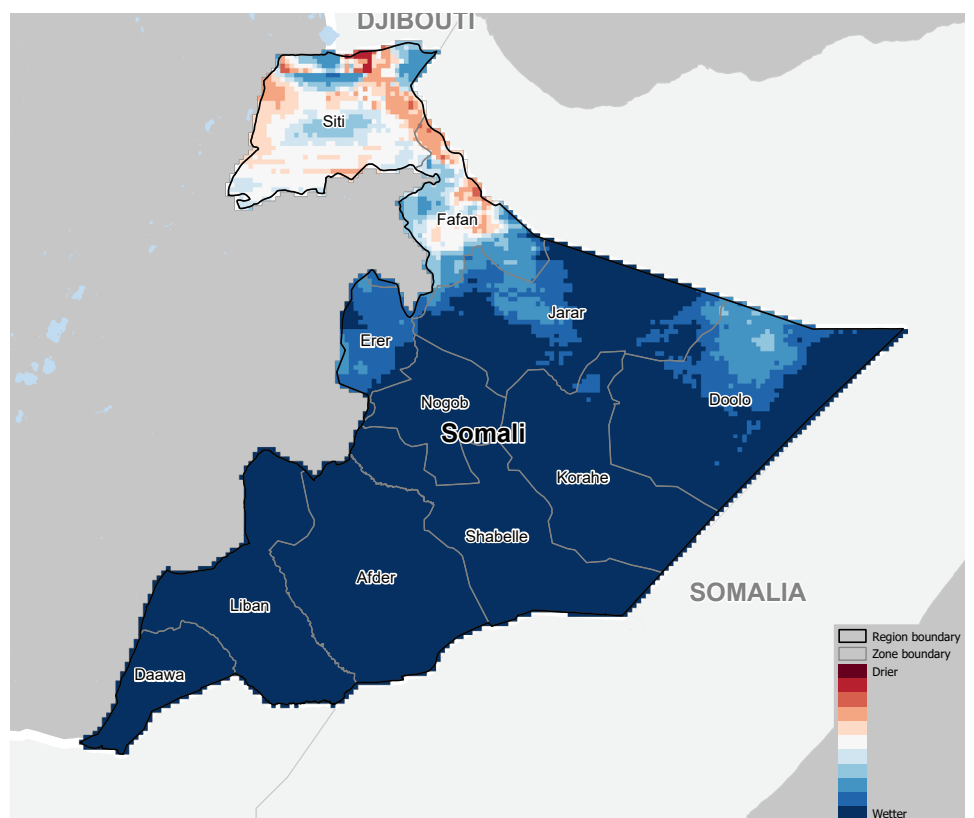 DJIBOUTI
Siti
Fafan
Jarar
Erer
Doolo
Nogob
Somali
Korahe
Shabelle
Afder
SOMALIA
Liban
Daawa
Region boundary
Zone boundary
Drier
Wetter